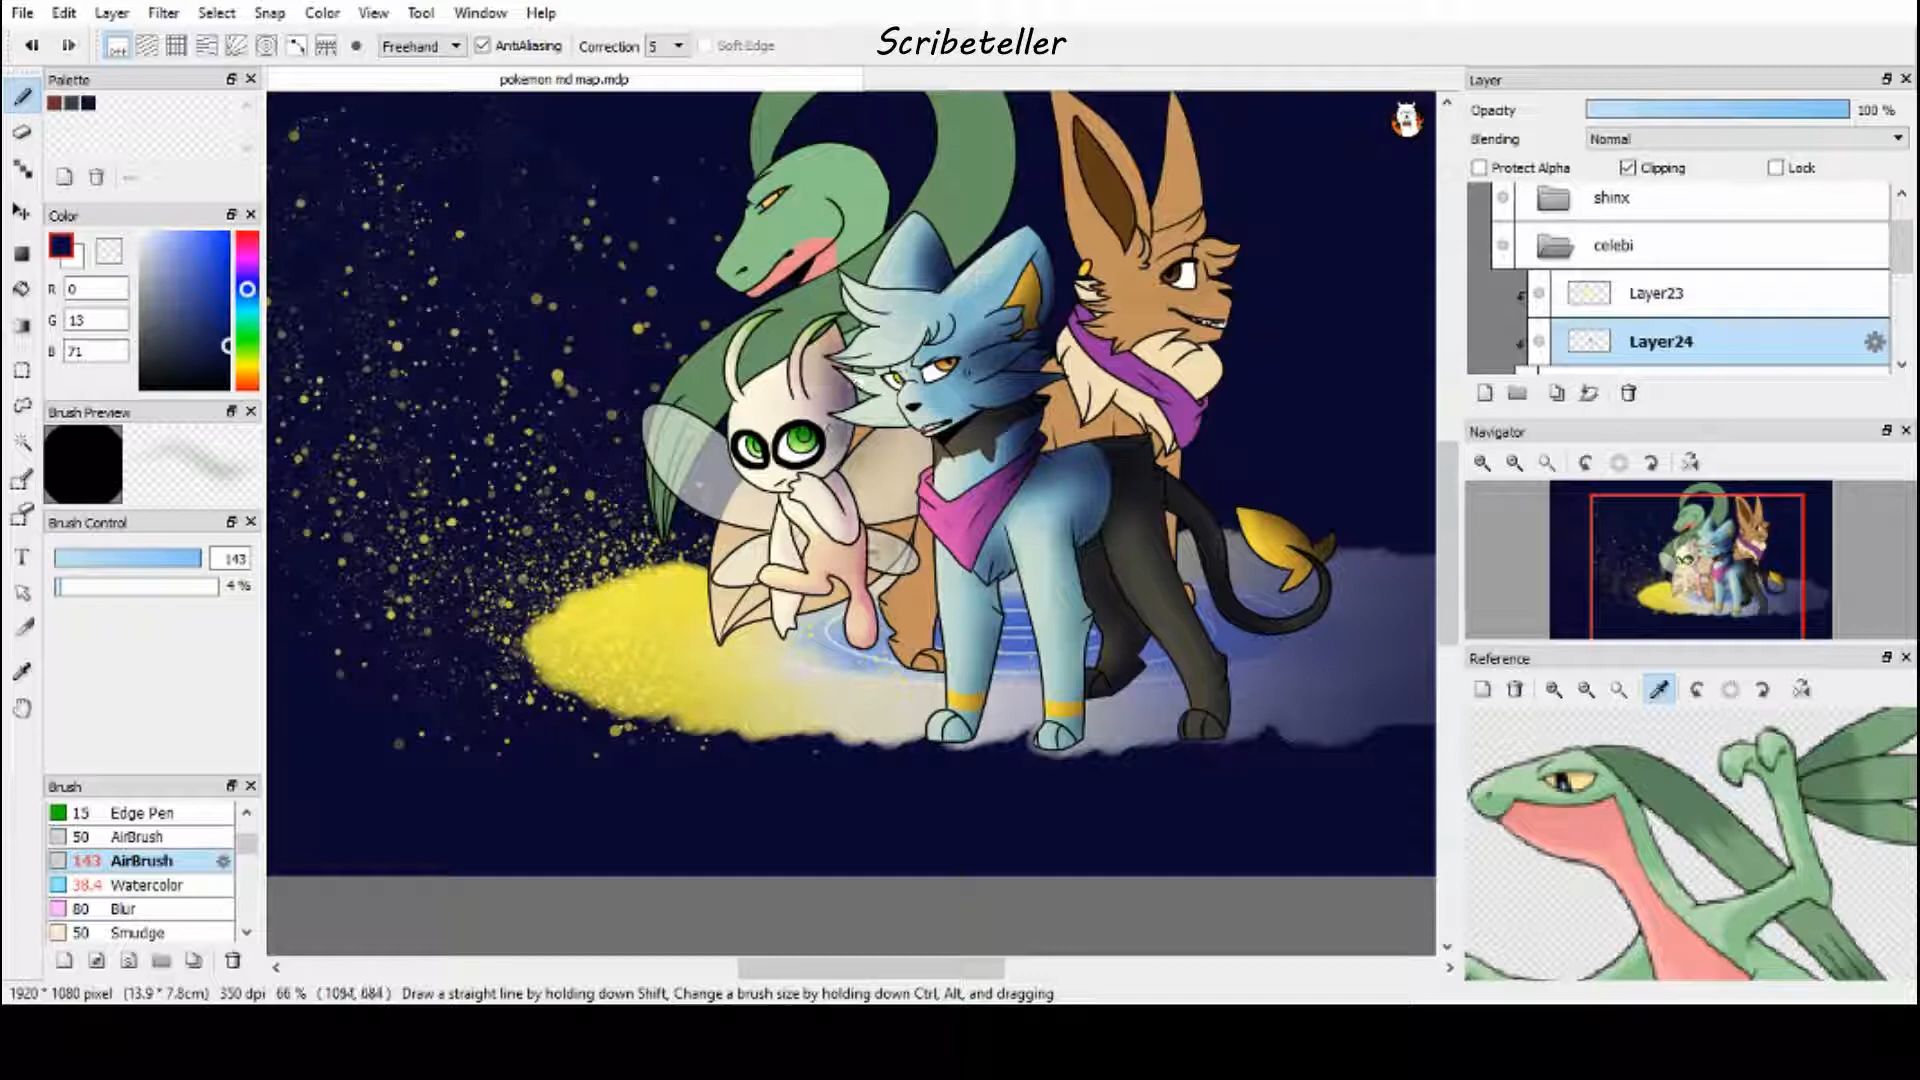 File Edit Layer Filter Select Snap Color View Tool Window Help
Freehand AntiAliasing Correction 5 Soft Edge
Scribeteller
Palette
pokemon md map.mdp
Layer
Opacity 100 %
Blending Normal
Protect Alpha Clipping Lock
shinx
celebi
Layer23
Layer24
Color
R 0
G 13
B 71
Brush Preview
Navigator
Brush Control
143
4 %
Reference
Brush
15 Edge Pen
50 AirBrush
143 AirBrush
38.4 Watercolor
80 Blur
50 Smudge
T
1920 * 1080 pixel (13.9 * 7.8cm) 350 dpi 66 % ( 1094, 684 ) Draw a straight line by holding down Shift, Change a brush size by holding down Ctrl, Alt, and dragging